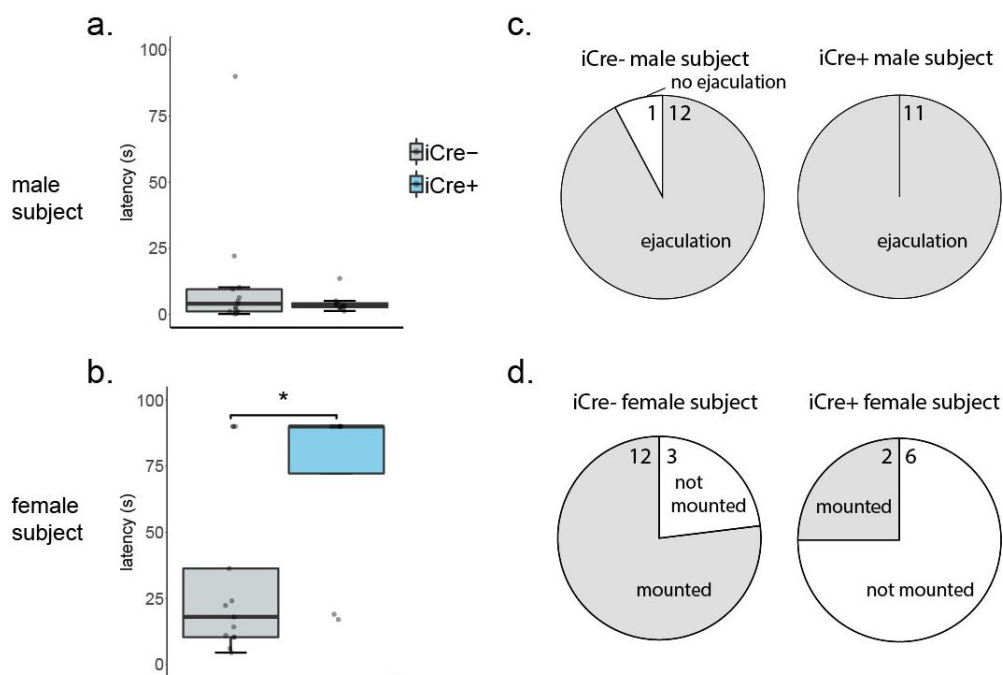 a.
100
75
50
25
0
latency (s)
male
subject
iCre−
iCre+
b.
100
75
50
25
0
latency (s)
female
subject
*
c.
iCre- male subject
no ejaculation
1
12
ejaculation
iCre+ male subject
11
ejaculation
d.
iCre- female subject
12
3
not
mounted
mounted
iCre+ female subject
2
6
mounted
not mounted